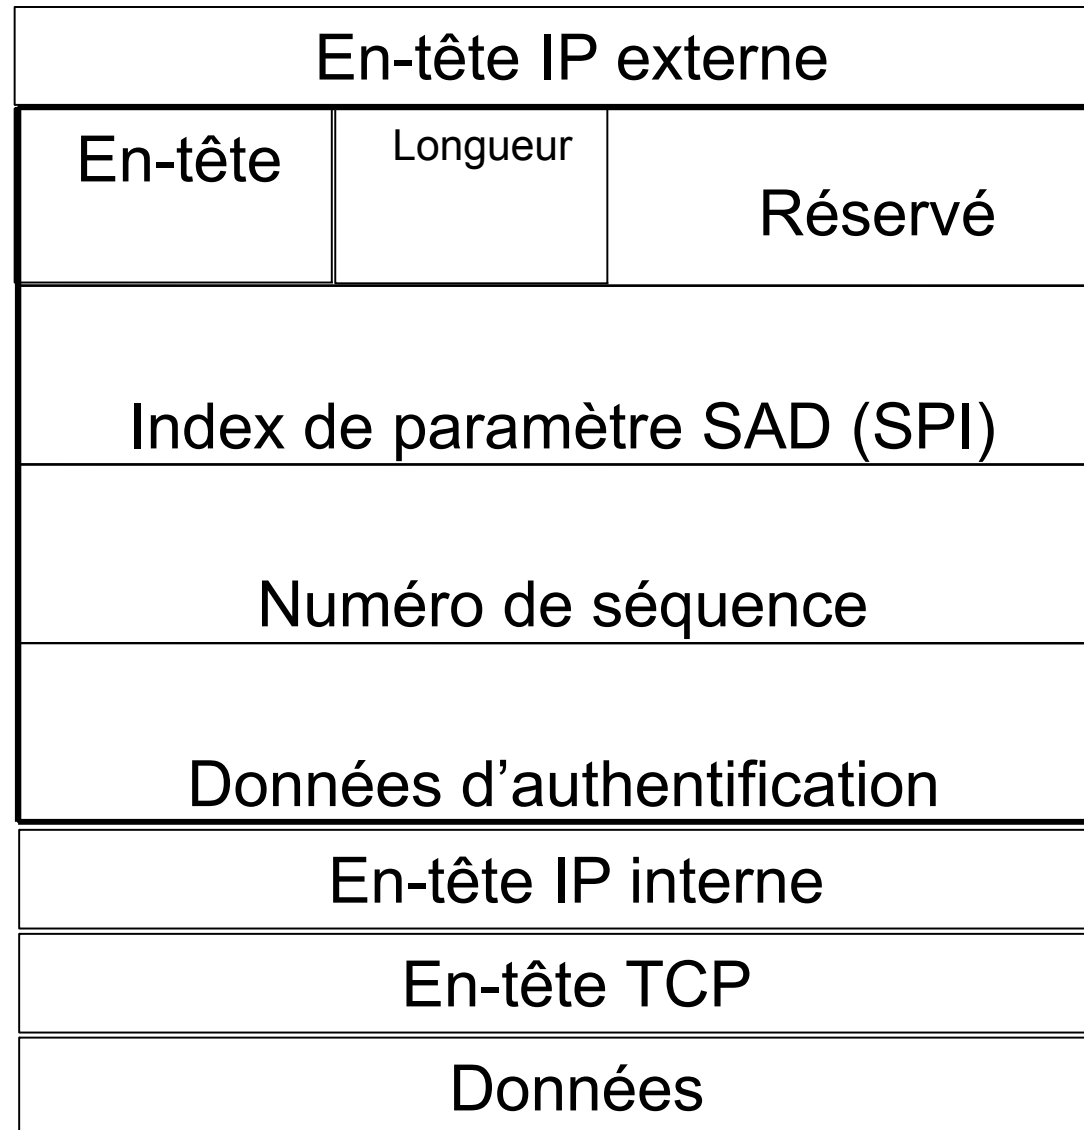 En-tête IP externe
En-tête
Longueur
Réservé
Index de paramètre SAD (SPI)
Numéro de séquence
Données d’authentification
En-tête IP interne
En-tête TCP
Données